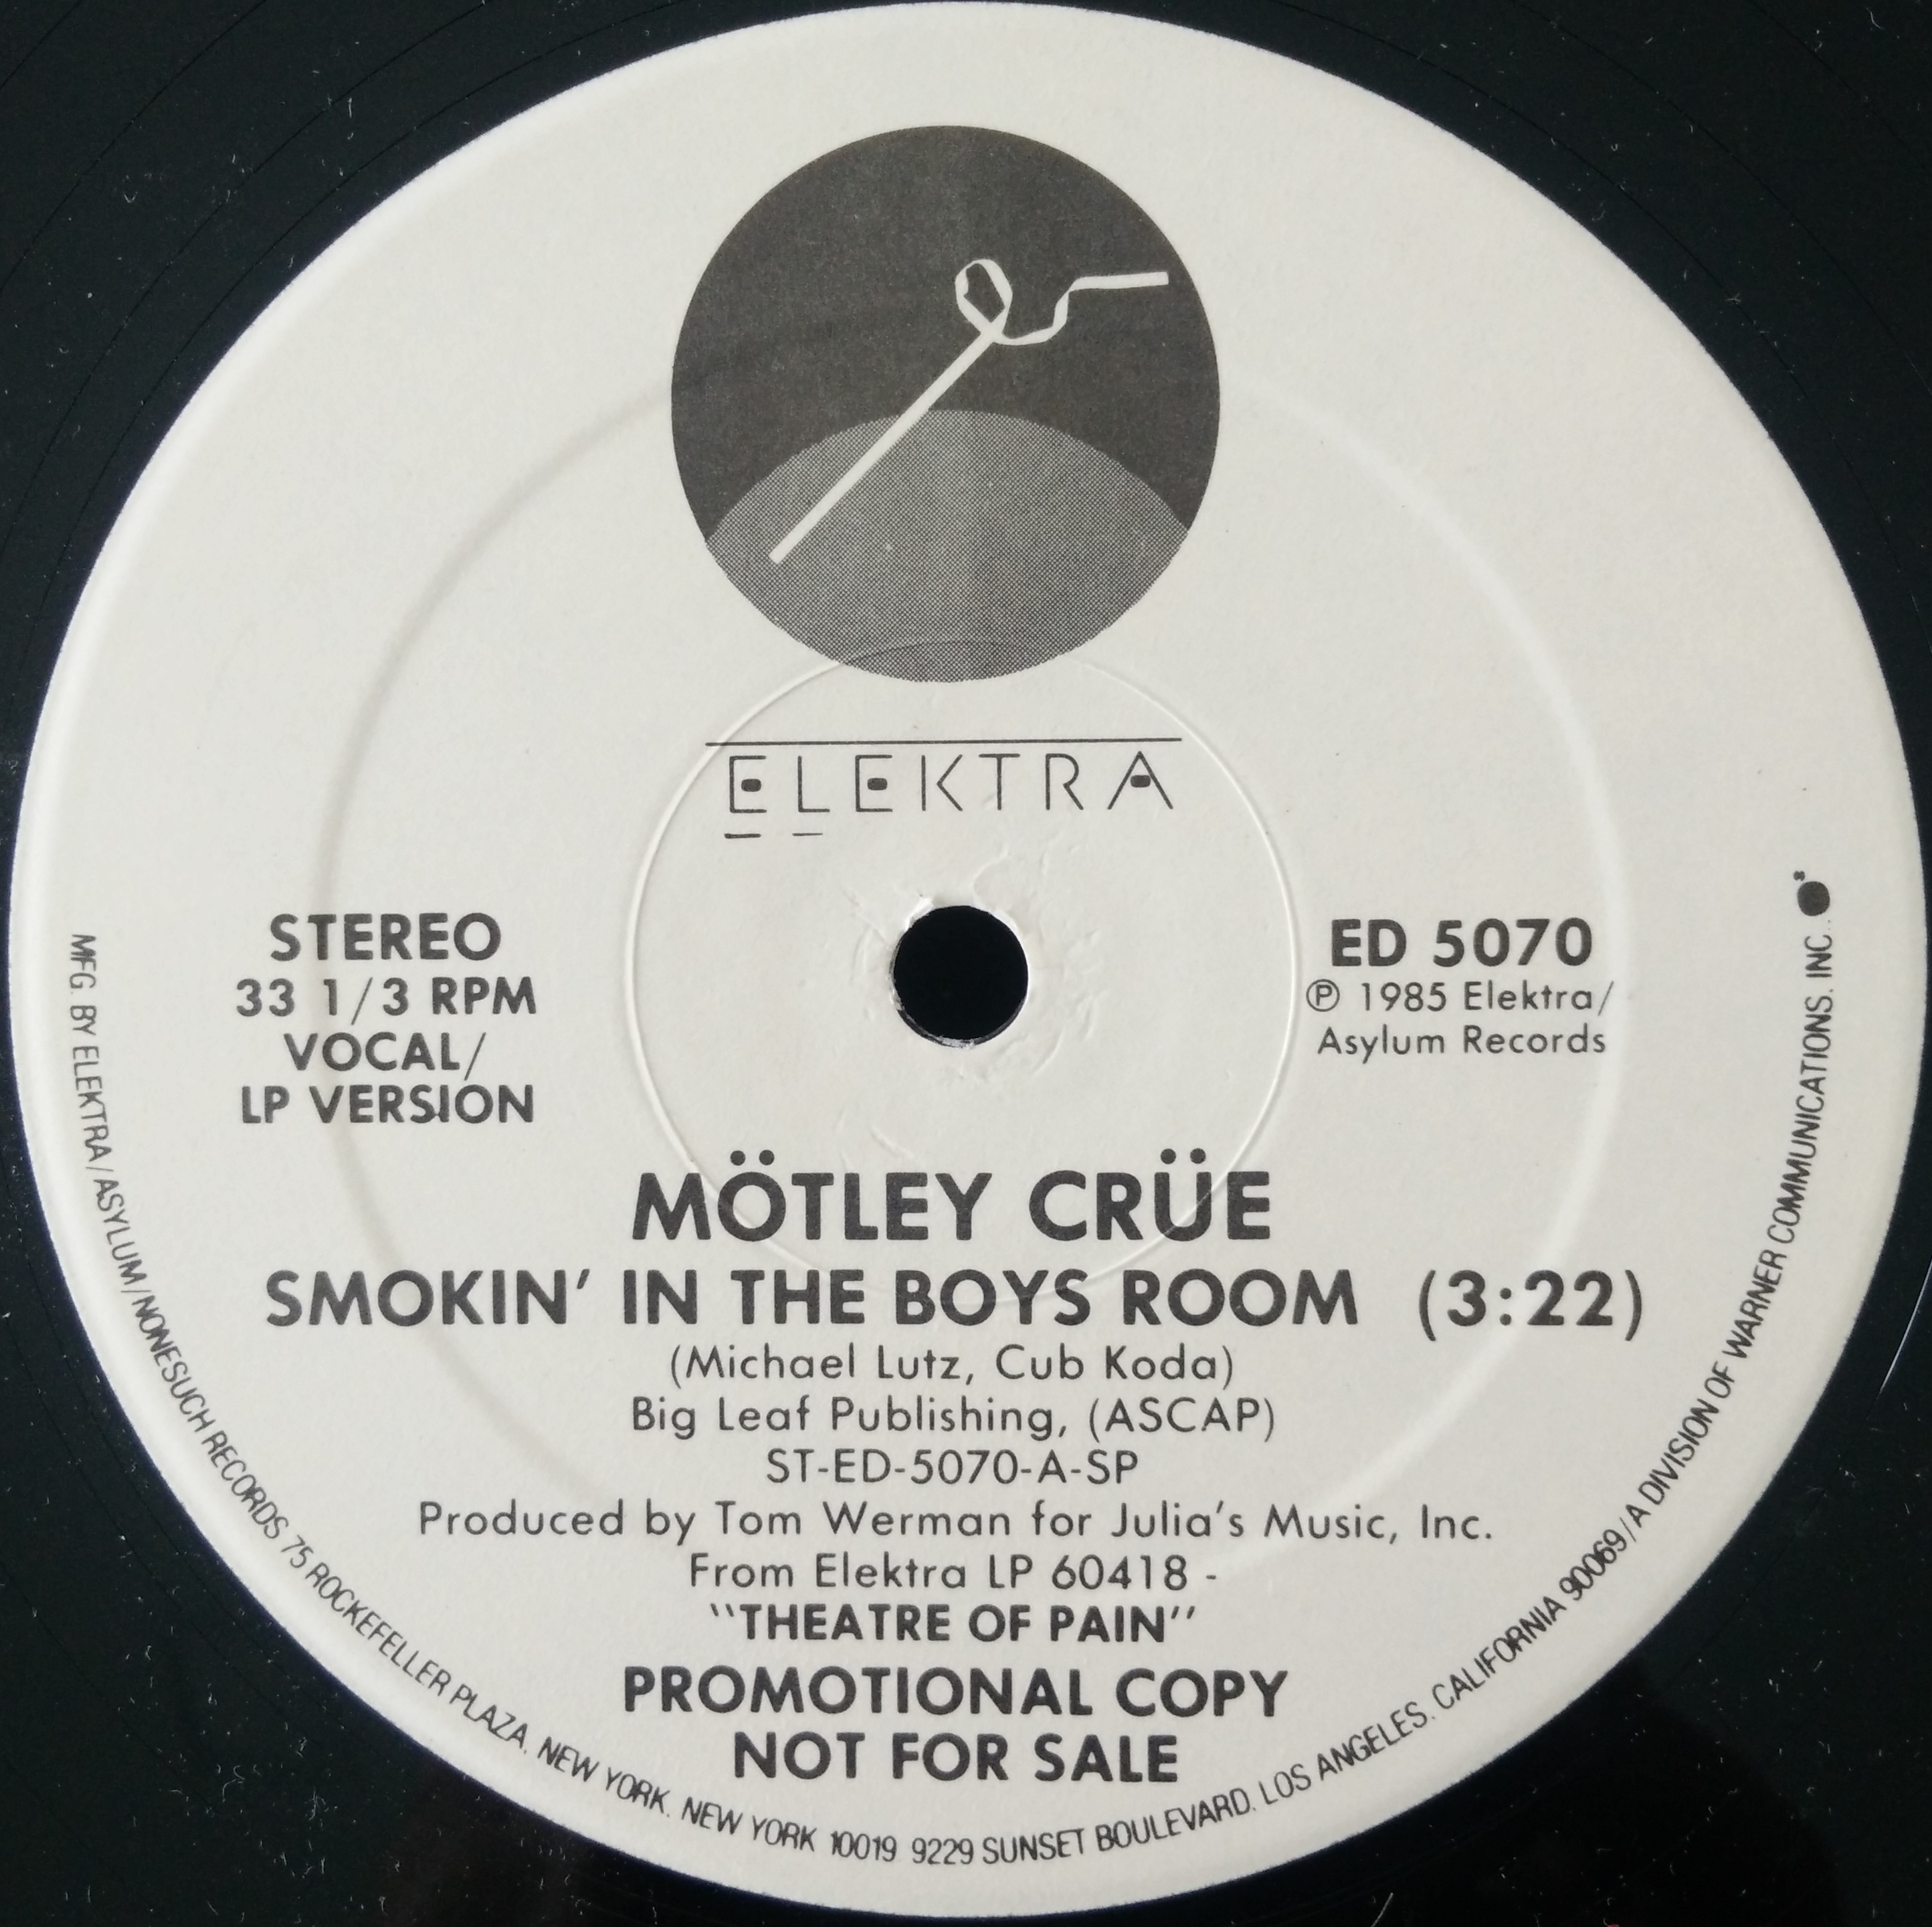 ELEKTRA
STEREO
33 1/3 RPM
VOCAL/
LP VERSION
ED 5070
℗ 1985 Elektra/
Asylum Records
MÖTLEY CRÜE
SMOKIN' IN THE BOYS ROOM (3:22)
(Michael Lutz, Cub Koda)
Big Leaf Publishing, (ASCAP)
ST-ED-5070-A-SP
Produced by Tom Werman for Julia's Music, Inc.
From Elektra LP 60418 -
"THEATRE OF PAIN"
PROMOTIONAL COPY
NOT FOR SALE
MFG. BY ELEKTRA/ASYLUM/NONESUCH RECORDS 75 ROCKEFELLER PLAZA. NEW YORK. NEW YORK 10019 9229 SUNSET BOULEVARD. LOS ANGELES. CALIFORNIA 90069/A DIVISION OF WARNER COMMUNICATIONS. INC.